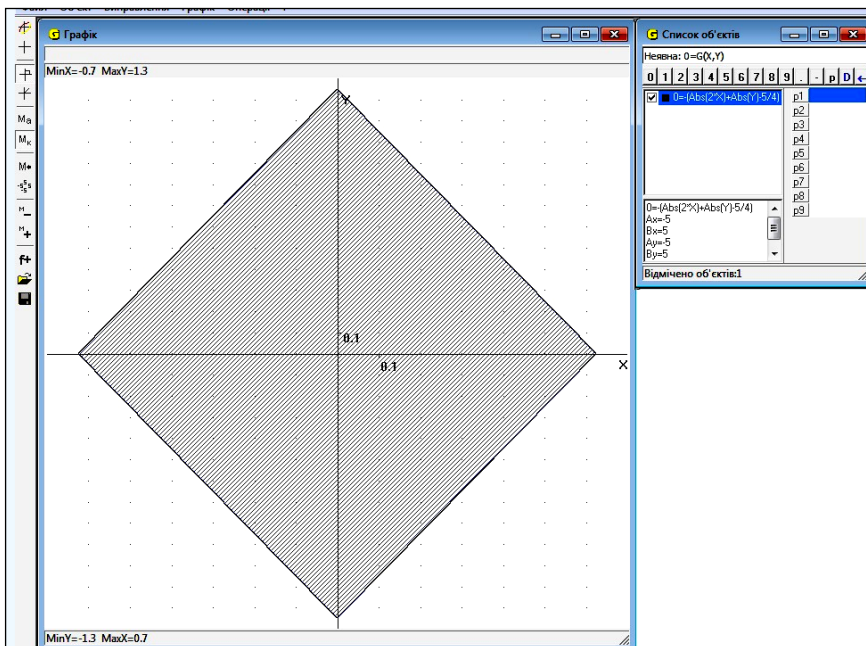 Графік
MinX=-0.7 MaxY=1.3
Y
0.1
0.1
X
MinY=-1.3 MaxX=0.7
Ma
Mк
M
M
f+
Список об'єктів
Неявна: 0=G(X,Y)
0 1 2 3 4 5 6 7 8 9 . - p D ←
0=-(Abs(2*X)+Abs(Y)-5/4)
p1
p2
p3
p4
p5
p6
p7
p8
p9
0=-(Abs(2*X)+Abs(Y)-5/4)
Ax=-5
Bx=5
Ay=-5
By=5
Відмічено об'єктів:1